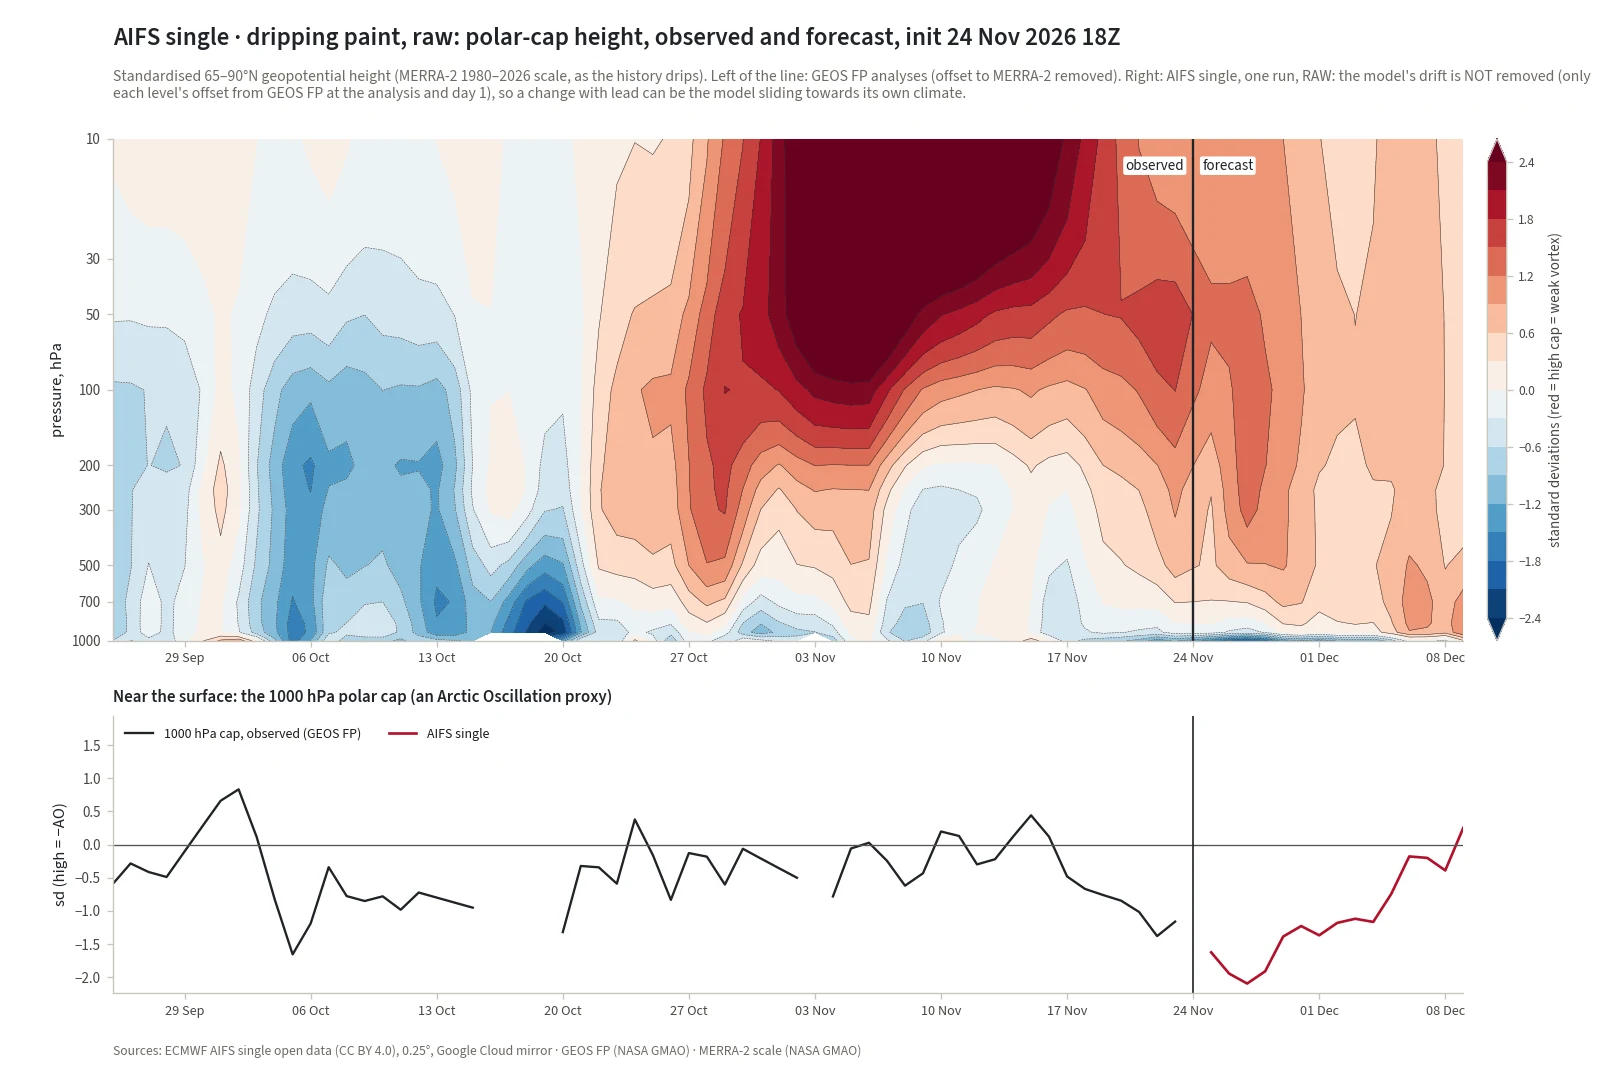 AIFS single · dripping paint, raw: polar-cap height, observed and forecast, init 24 Nov 2026 18Z
Standardised 65–90°N geopotential height (MERRA-2 1980–2026 scale, as the history drips). Left of the line: GEOS FP analyses (offset to MERRA-2 removed). Right: AIFS single, one run, RAW: the model's drift is NOT removed (only
each level's offset from GEOS FP at the analysis and day 1), so a change with lead can be the model sliding towards its own climate.
pressure, hPa
10
30
50
100
200
300
500
700
1000
observed
forecast
29 Sep
06 Oct
13 Oct
20 Oct
27 Oct
03 Nov
10 Nov
17 Nov
24 Nov
01 Dec
08 Dec
2.4
1.8
1.2
0.6
0.0
−0.6
−1.2
−1.8
−2.4
standard deviations (red = high cap = weak vortex)
Near the surface: the 1000 hPa polar cap (an Arctic Oscillation proxy)
1000 hPa cap, observed (GEOS FP)
AIFS single
sd (high = −AO)
1.5
1.0
0.5
0.0
−0.5
−1.0
−1.5
−2.0
29 Sep
06 Oct
13 Oct
20 Oct
27 Oct
03 Nov
10 Nov
17 Nov
24 Nov
01 Dec
08 Dec
Sources: ECMWF AIFS single open data (CC BY 4.0), 0.25°, Google Cloud mirror · GEOS FP (NASA GMAO) · MERRA-2 scale (NASA GMAO)